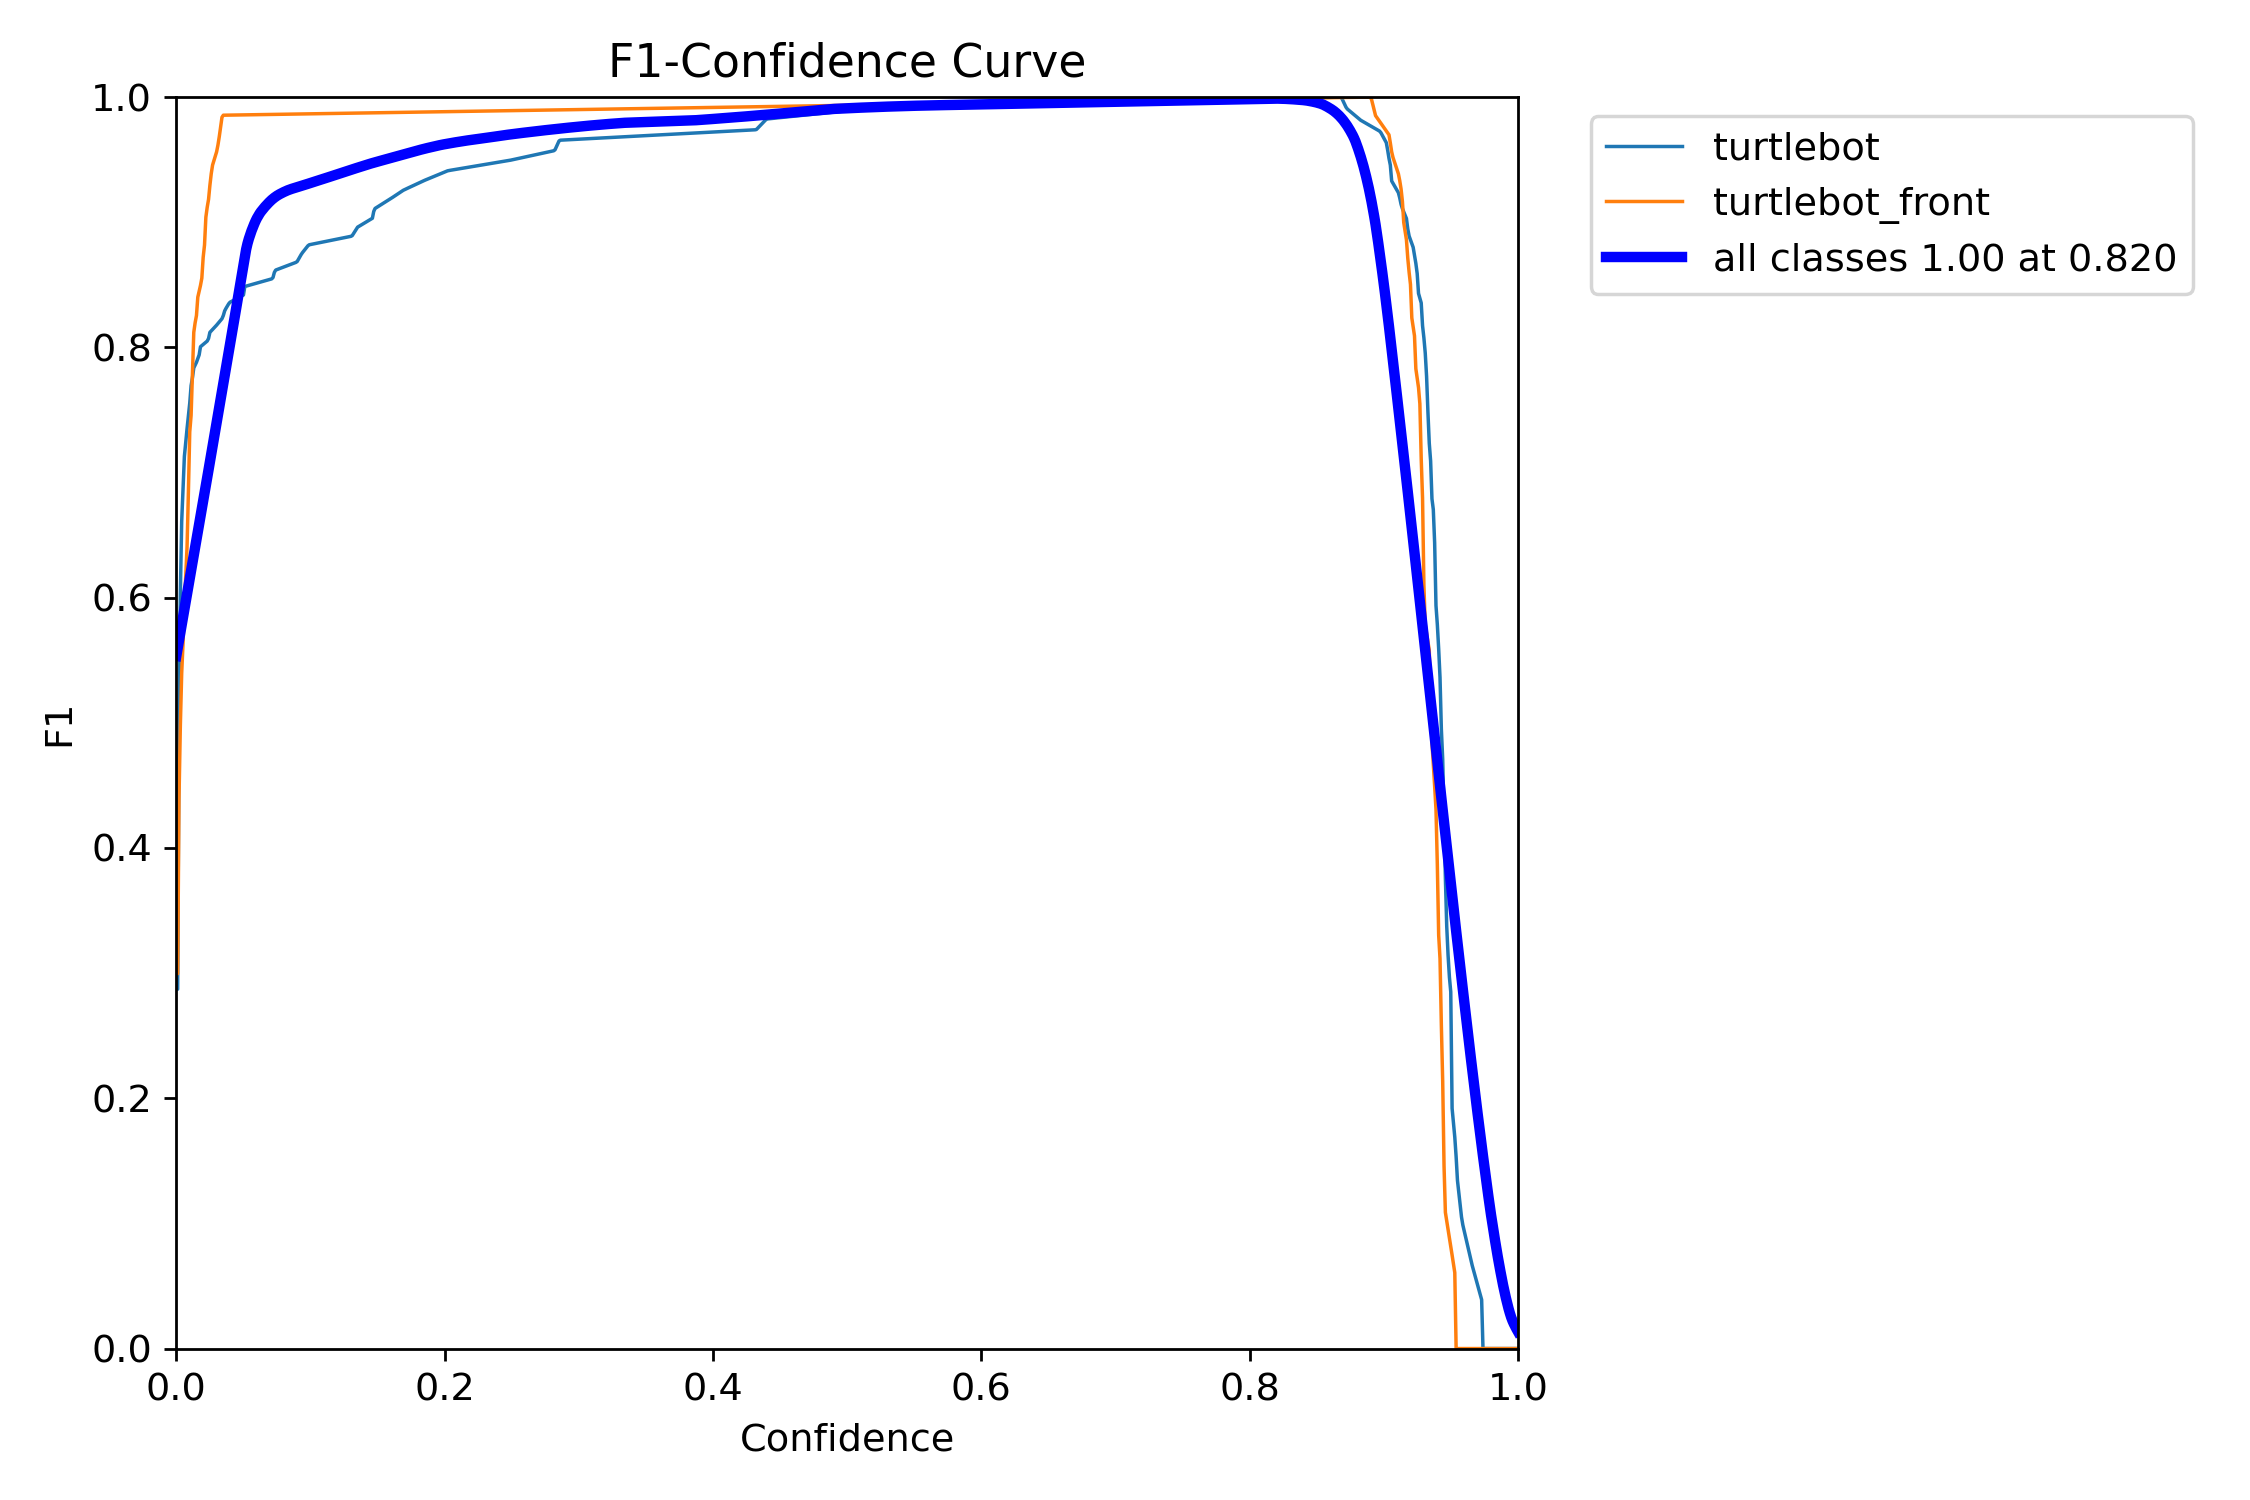 F1-Confidence Curve
1.0
0.8
0.6
0.4
0.2
0.0
F1
0.0 0.2 0.4 0.6 0.8 1.0
Confidence
turtlebot
turtlebot_front
all classes 1.00 at 0.820